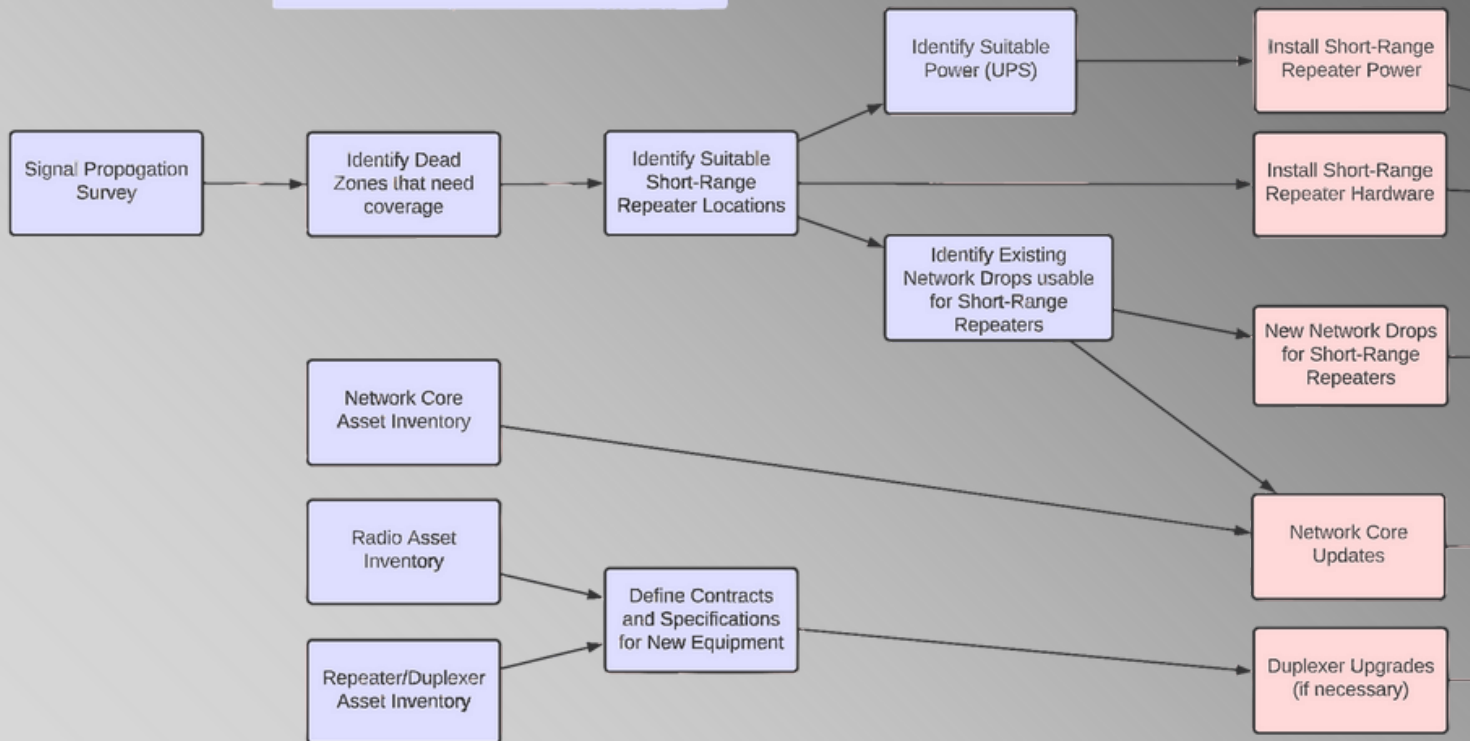 Identify Suitable
Power (UPS)
Install Short-Range
Repeater Power
Signal Propogation
Survey
Identify Dead
Zones that need
coverage
Identify Suitable
Short-Range
Repeater Locations
Install Short-Range
Repeater Hardware
Identify Existing
Network Drops usable
for Short-Range
Repeaters
New Network Drops
for Short-Range
Repeaters
Network Core
Asset Inventory
Radio Asset
Inventory
Network Core
Updates
Define Contracts
and Specifications
for New Equipment
Repeater/Duplexer
Asset Inventory
Duplexer Upgrades
(if necessary)